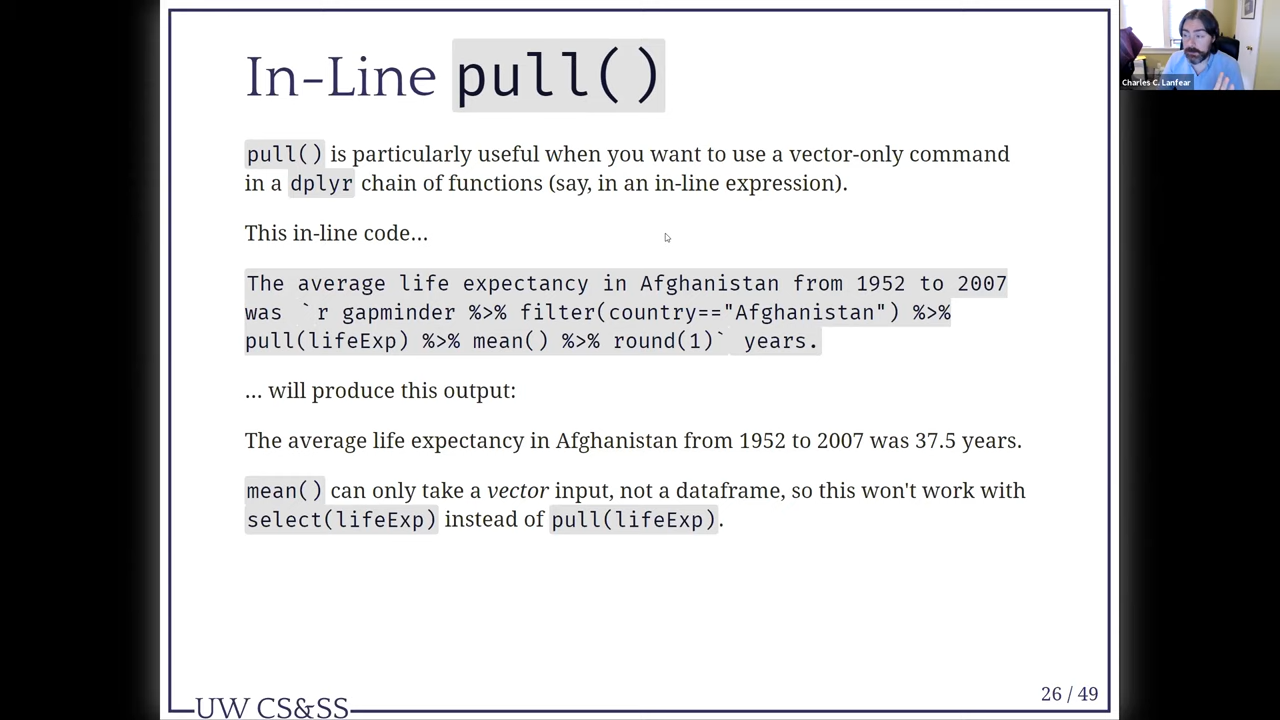 In-Line pull()
Charles C. Lanfear
pull() is particularly useful when you want to use a vector-only command
in a dplyr chain of functions (say, in an in-line expression).
This in-line code…
The average life expectancy in Afghanistan from 1952 to 2007
was `r gapminder %>% filter(country=="Afghanistan") %>%
pull(lifeExp) %>% mean() %>% round(1)` years.
… will produce this output:
The average life expectancy in Afghanistan from 1952 to 2007 was 37.5 years.
mean() can only take a vector input, not a dataframe, so this won't work with
select(lifeExp) instead of pull(lifeExp).
26 / 49
UW CS&SS